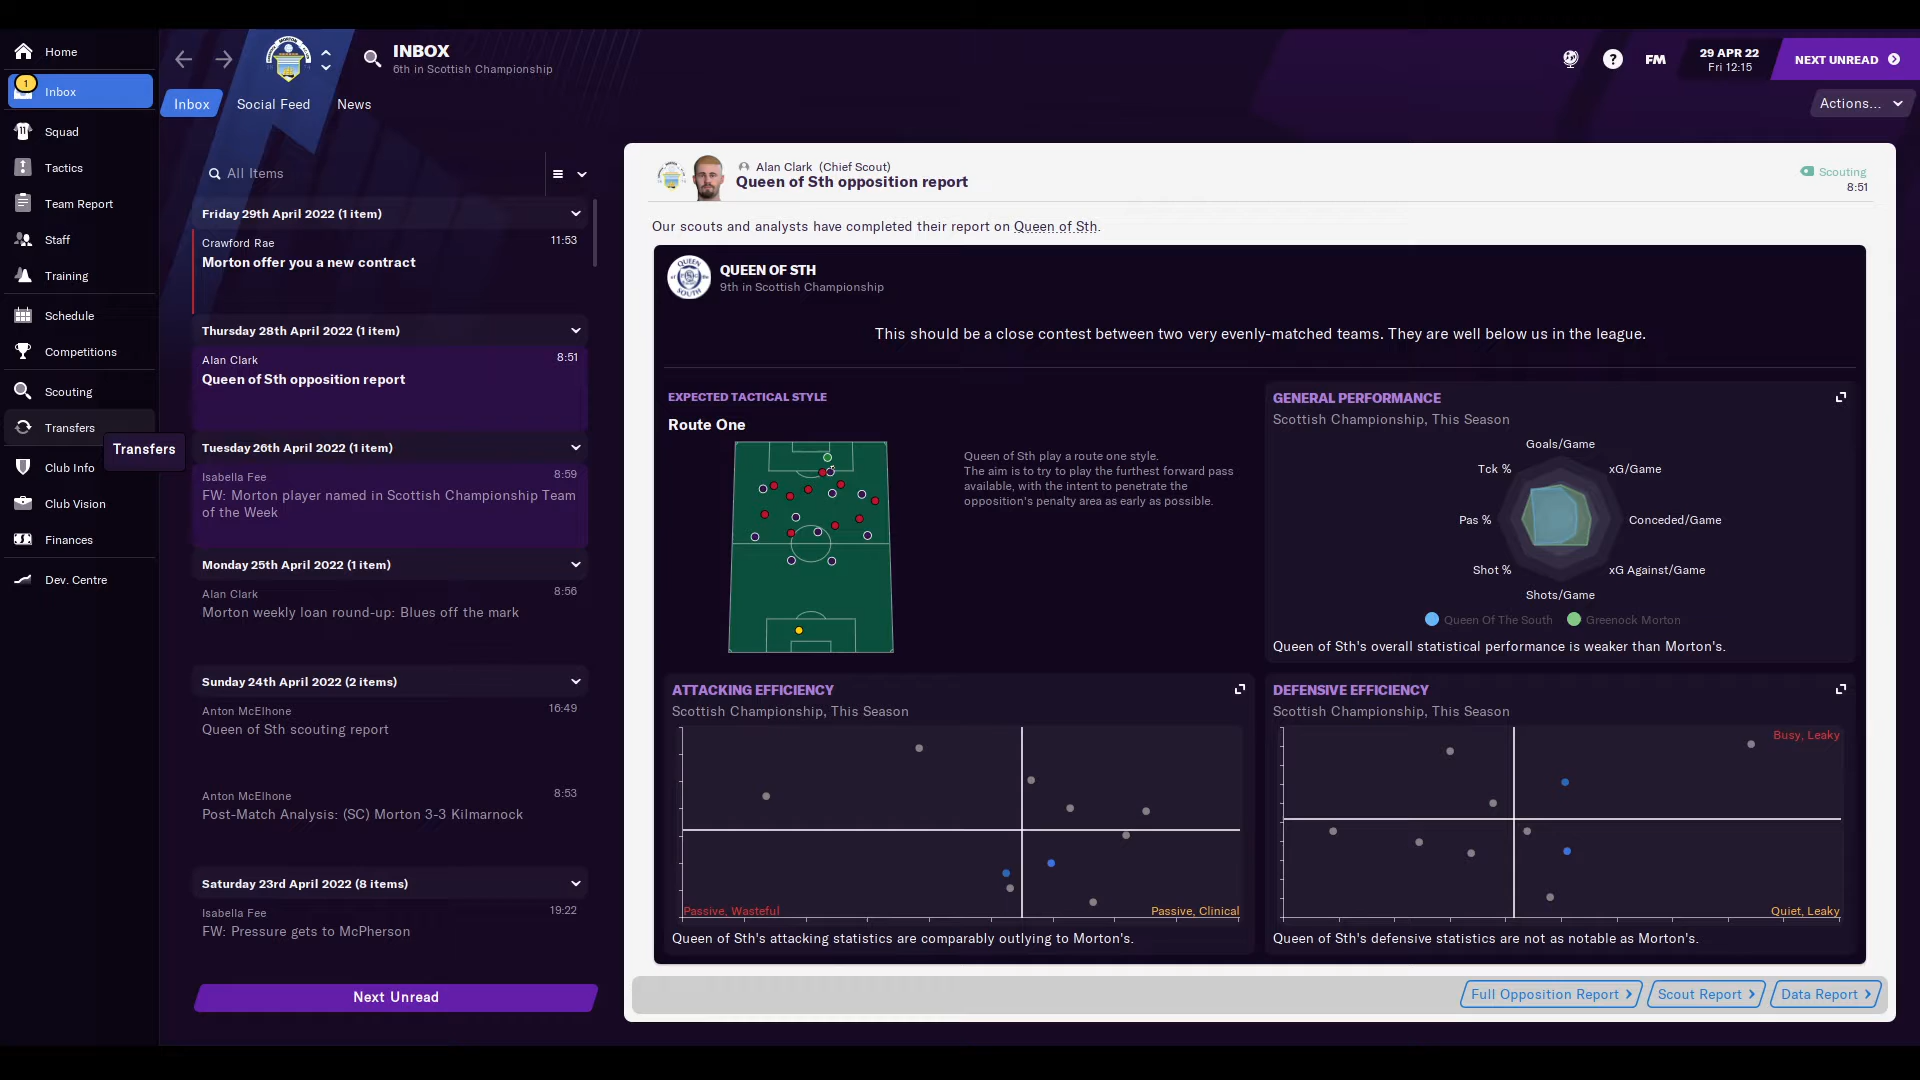 Home
1
Inbox
Squad
Tactics
Team Report
Staff
Training
Schedule
Competitions
Scouting
Transfers
Transfers
Club Info
Club Vision
Finances
Dev. Centre
INBOX
6th in Scottish Championship
FM
29 APR 22
Fri 12:15
NEXT UNREAD
Inbox
Social Feed
News
Actions...
All Items
Friday 29th April 2022 (1 item)
Crawford Rae 11:53
Morton offer you a new contract
Thursday 28th April 2022 (1 item)
Alan Clark 8:51
Queen of Sth opposition report
Tuesday 26th April 2022 (1 item)
Isabella Fee 8:59
FW: Morton player named in Scottish Championship Team
of the Week
Monday 25th April 2022 (1 item)
Alan Clark 8:56
Morton weekly loan round-up: Blues off the mark
Sunday 24th April 2022 (2 items)
Anton McElhone 16:49
Queen of Sth scouting report
Anton McElhone 8:53
Post-Match Analysis: (SC) Morton 3-3 Kilmarnock
Saturday 23rd April 2022 (8 items)
Isabella Fee 19:22
FW: Pressure gets to McPherson
Next Unread
Alan Clark (Chief Scout)
Queen of Sth opposition report
Scouting
8:51
Our scouts and analysts have completed their report on Queen of Sth.
QUEEN OF STH
9th in Scottish Championship
This should be a close contest between two very evenly-matched teams. They are well below us in the league.
EXPECTED TACTICAL STYLE
Route One
Queen of Sth play a route one style.
The aim is to try to play the furthest forward pass
available, with the intent to penetrate the
opposition's penalty area as early as possible.
GENERAL PERFORMANCE
Scottish Championship, This Season
Goals/Game
Tck %
xG/Game
Pas %
Conceded/Game
Shot %
xG Against/Game
Shots/Game
Queen Of The South
Greenock Morton
Queen of Sth's overall statistical performance is weaker than Morton's.
ATTACKING EFFICIENCY
Scottish Championship, This Season
Passive, Wasteful
Passive, Clinical
Queen of Sth's attacking statistics are comparably outlying to Morton's.
DEFENSIVE EFFICIENCY
Scottish Championship, This Season
Busy, Leaky
Quiet, Leaky
Queen of Sth's defensive statistics are not as notable as Morton's.
Full Opposition Report
Scout Report
Data Report